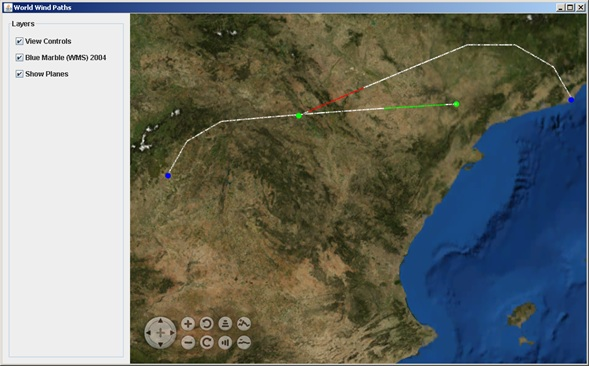 World Wind Paths
Layers
View Controls
Blue Marble (WMS) 2004
Show Planes